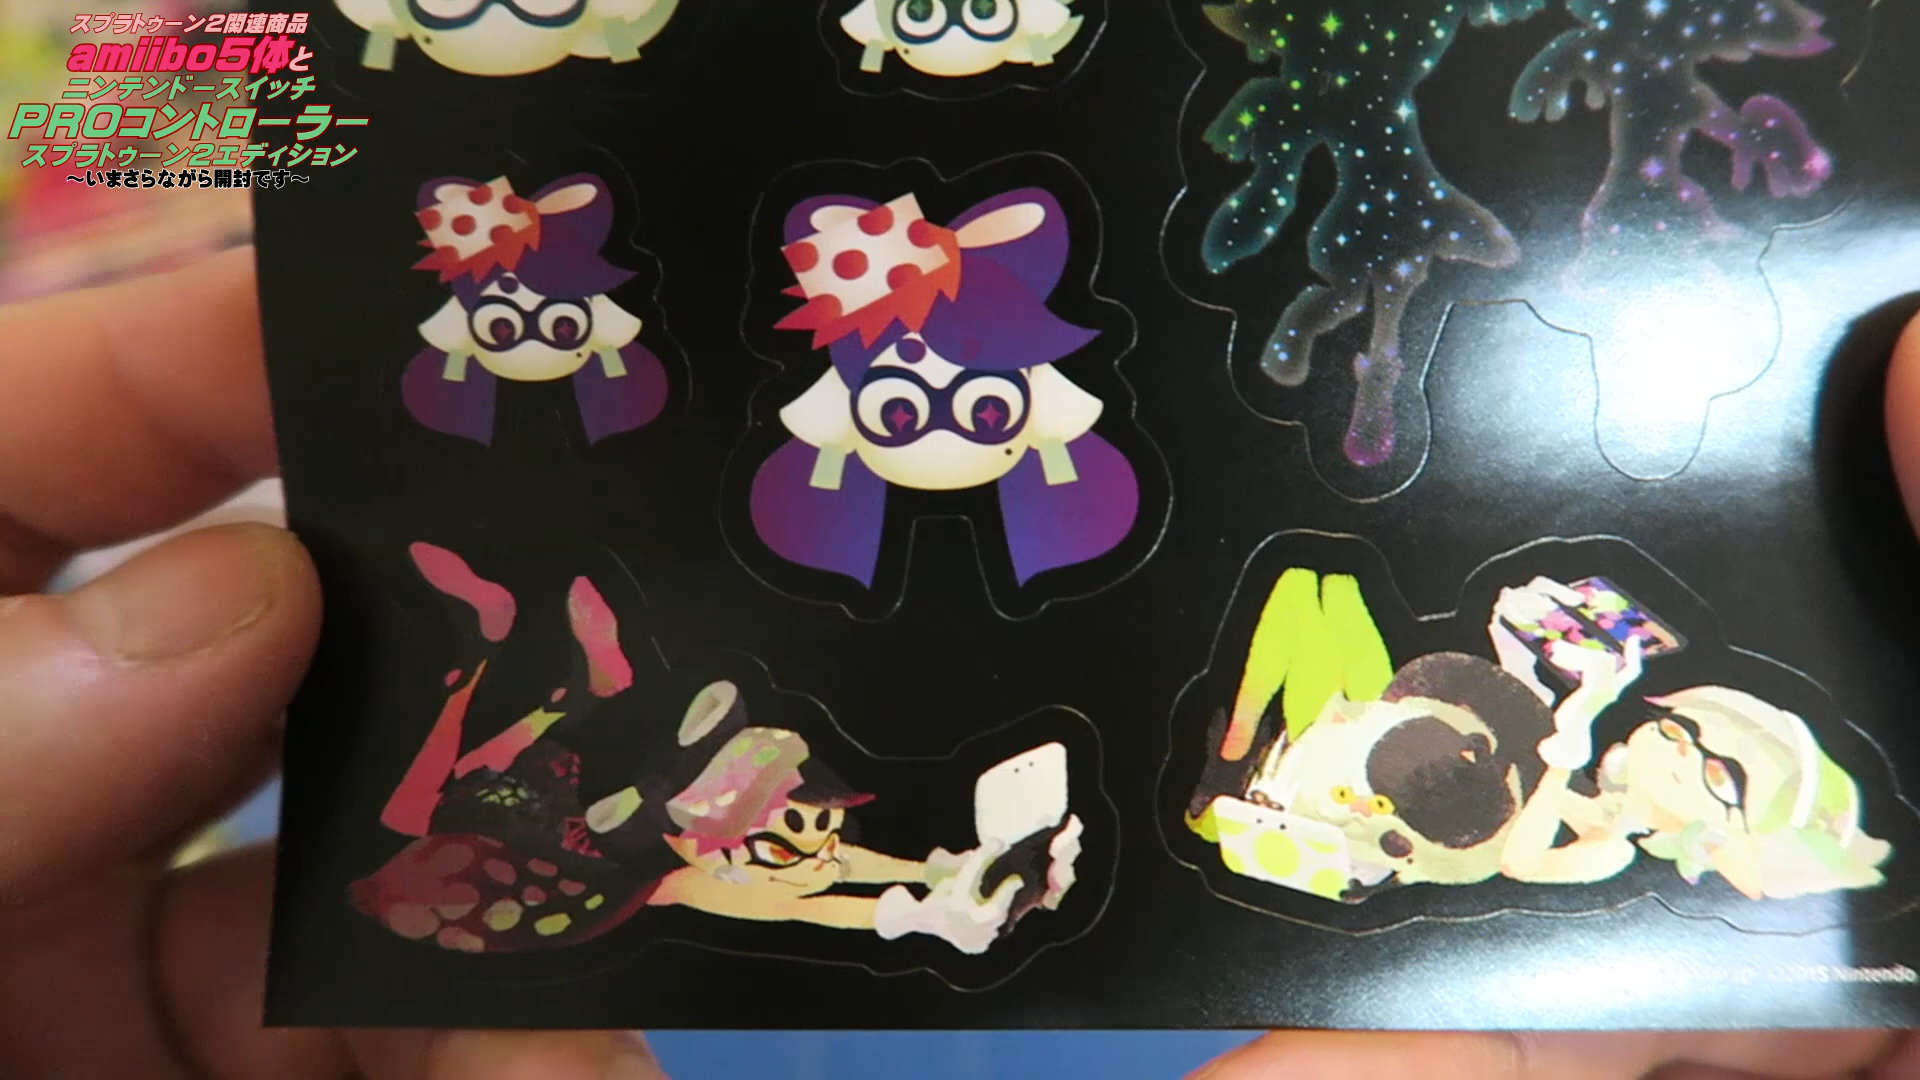 スプラトゥーン2関連商品
amiibo5体と
ニンテンドースイッチ
PROコントローラー
スプラトゥーン2エディション
～いまさらながら開封です～
©2015 Nintendo